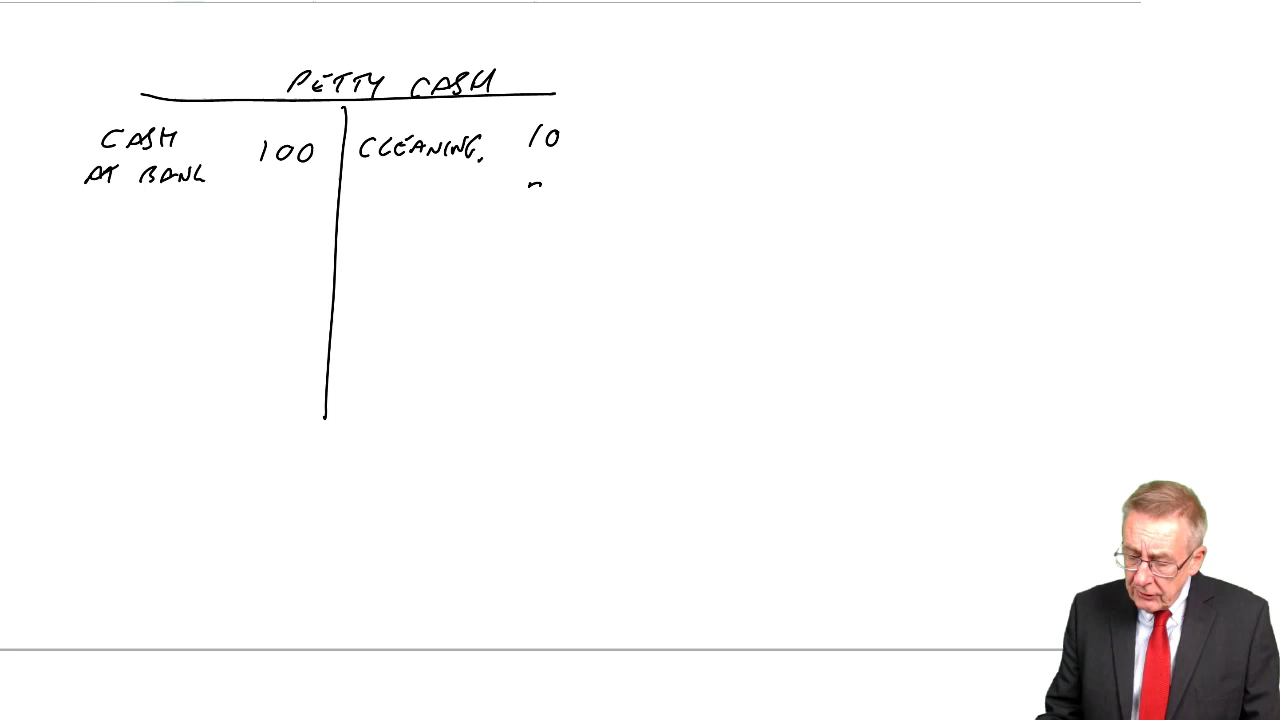 PETTY CASH
CASH
AT BANK
100
CLEANING.
10